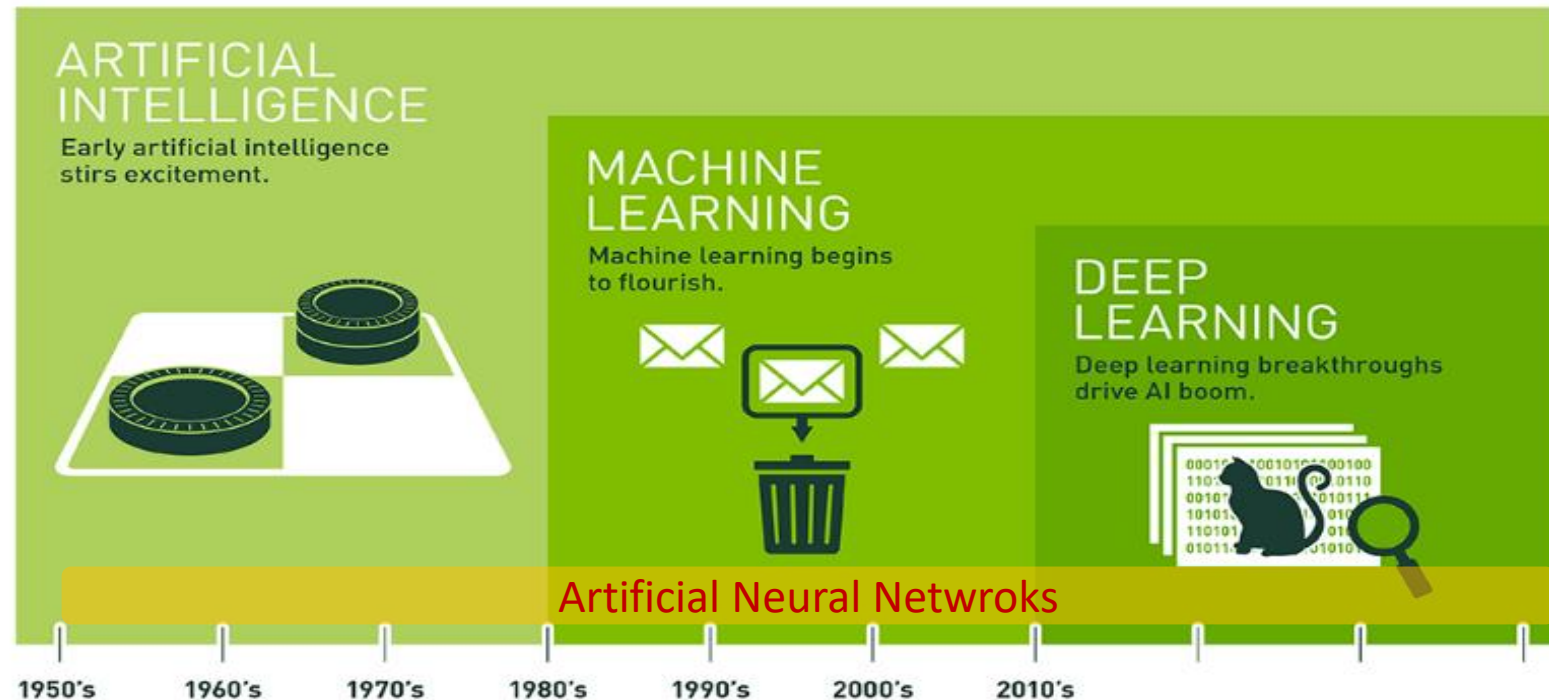 ARTIFICIAL
INTELLIGENCE
Early artificial intelligence
stirs excitement.
MACHINE
LEARNING
Machine learning begins
to flourish.
DEEP
LEARNING
Deep learning breakthroughs
drive AI boom.
Artificial Neural Netwroks
1950's 1960's 1970's 1980's 1990's 2000's 2010's